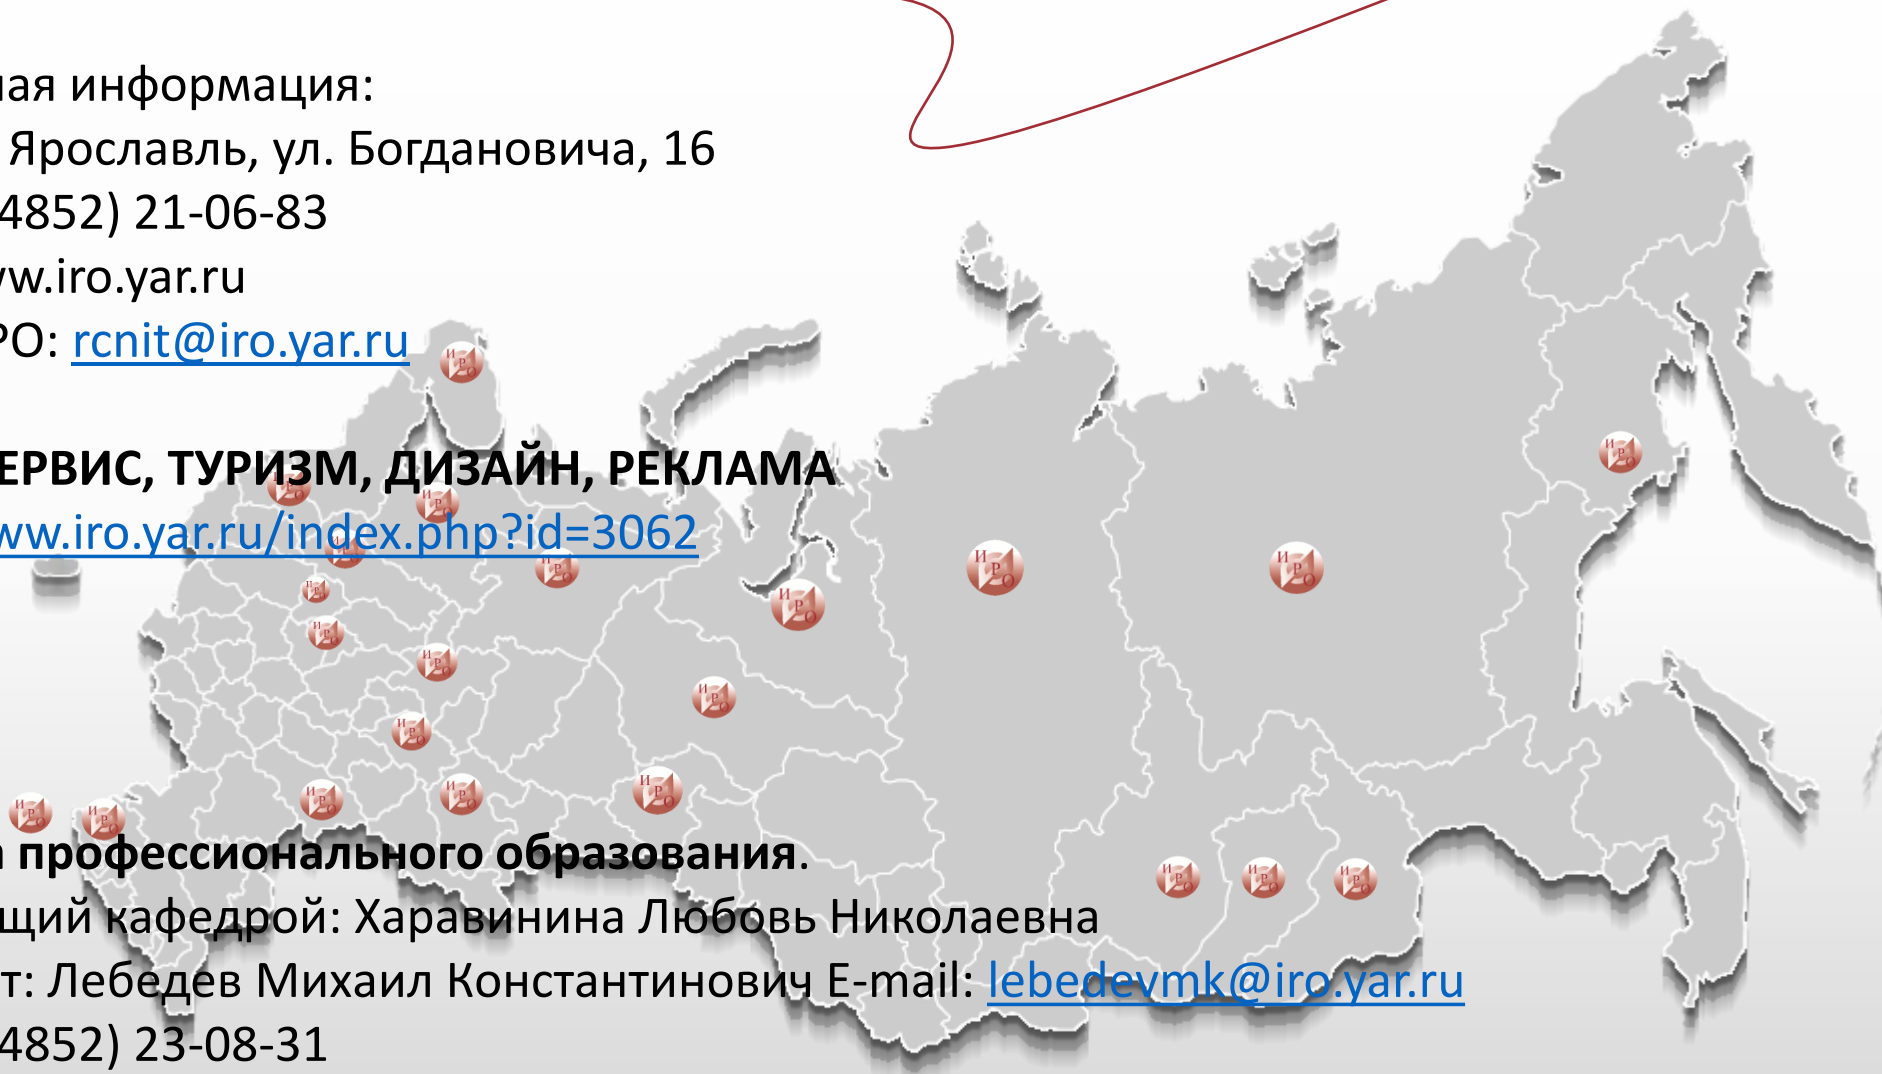 ная информация:
Ярославль, ул. Богдановича, 16
4852) 21-06-83
ww.iro.yar.ru
РО: rcnit@iro.yar.ru
ЕРВИС, ТУРИЗМ, ДИЗАЙН, РЕКЛАМА
ww.iro.yar.ru/index.php?id=3062
профессионального образования.
щий кафедрой: Харавинина Любовь Николаевна
т: Лебедев Михаил Константинович E-mail: lebedevmk@iro.yar.ru
4852) 23-08-31